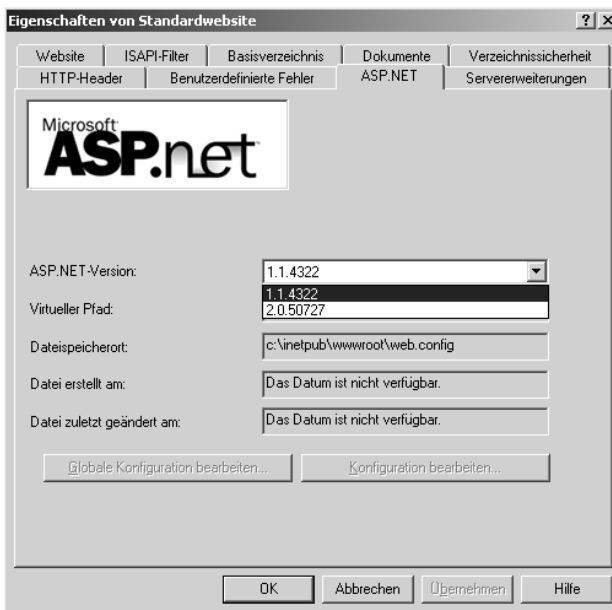 Eigenschaften von Standardwebsite
Website ISAPI-Filter Basisverzeichnis Dokumente Verzeichnissicherheit
HTTP-Header Benutzerdefinierte Fehler ASP.NET Servererweiterungen
Microsoft
ASP.net
ASP.NET-Version: 1.1.4322
1.1.4322
Virtueller Pfad: 2.0.50727
Dateispeicherort: c:\inetpub\wwwroot\web.config
Datei erstellt am: Das Datum ist nicht verfügbar.
Datei zuletzt geändert am: Das Datum ist nicht verfügbar.
Globale Konfiguration bearbeiten... Konfiguration bearbeiten...
OK Abbrechen Übernehmen Hilfe